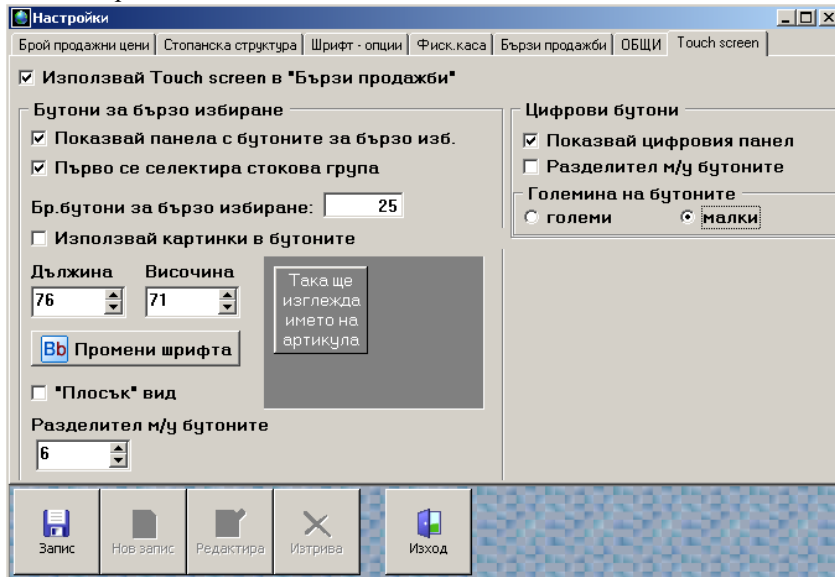 Настройки
Брой продажни цени Стопанска структура Шрифт - опции Фиск.каса Бързи продажби ОБЩИ Touch screen
Използвай Touch screen в "Бързи продажби"
Бутони за бързо избиране
Показвай панела с бутоните за бързо изб.
Първо се селектира стокова група
Бр.бутони за бързо избиране: 25
Използвай картинки в бутоните
Дължина Височина
76 71
Така ще
изглежда
името на
артикула
Bb Промени шрифта
"Плосък" вид
Разделител м/у бутоните
6
Цифрови бутони
Показвай цифровия панел
Разделител м/у бутоните
Големина на бутоните
големи малки
Запис Нов запис Редактира Изтрива Изход